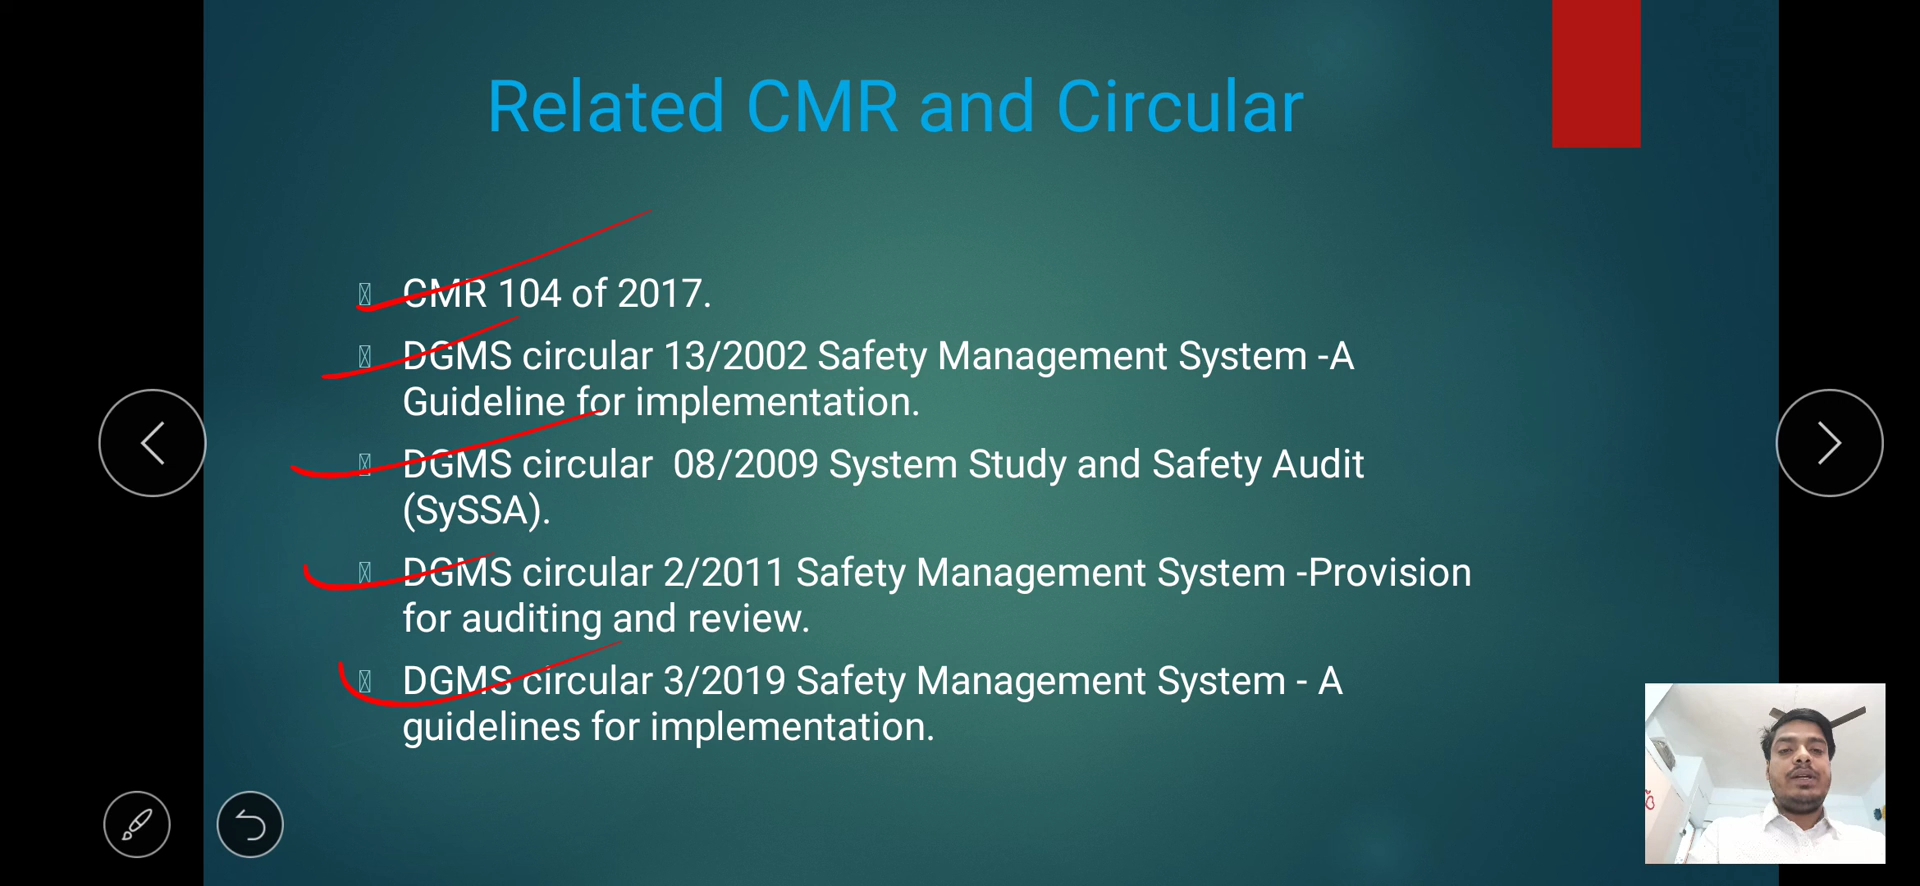 Related CMR and Circular
CMR 104 of 2017.
DGMS circular 13/2002 Safety Management System -A
Guideline for implementation.
DGMS circular  08/2009 System Study and Safety Audit
(SySSA).
DGMS circular 2/2011 Safety Management System -Provision
for auditing and review.
DGMS circular 3/2019 Safety Management System - A
guidelines for implementation.